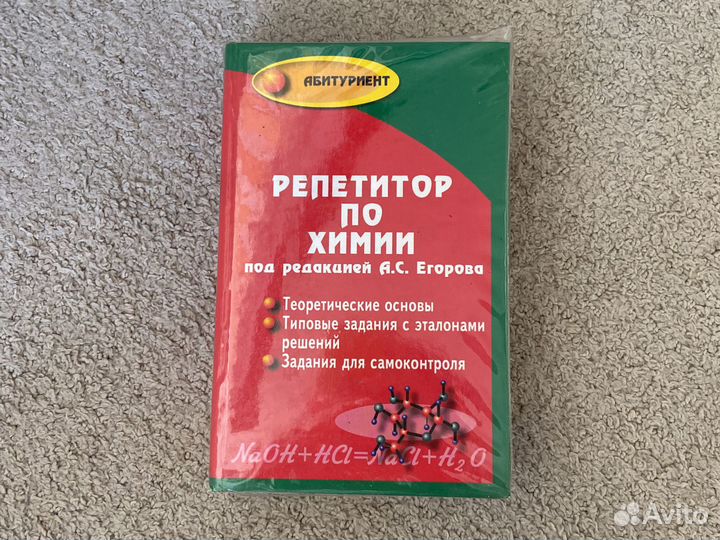 АБИТУРИЕНТ
РЕПЕТИТОР
ПО
ХИМИИ
под редакцией А.С. Егорова
Теоретические основы
Типовые задания с эталонами
решений
Задания для самоконтроля
NaOH+HCl=NaCl+H₂O
Avito